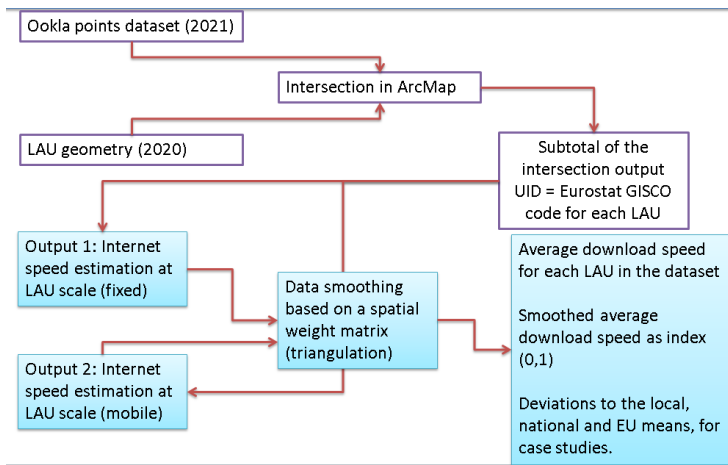 Ookla points dataset (2021)
Intersection in ArcMap
LAU geometry (2020)
Subtotal of the
intersection output
UID = Eurostat GISCO
code for each LAU
Output 1: Internet
speed estimation at
LAU scale (fixed)
Data smoothing
based on a spatial
weight matrix
(triangulation)
Output 2: Internet
speed estimation at
LAU scale (mobile)
Average download speed
for each LAU in the dataset
Smoothed average
download speed as index
(0,1)
Deviations to the local,
national and EU means, for
case studies.